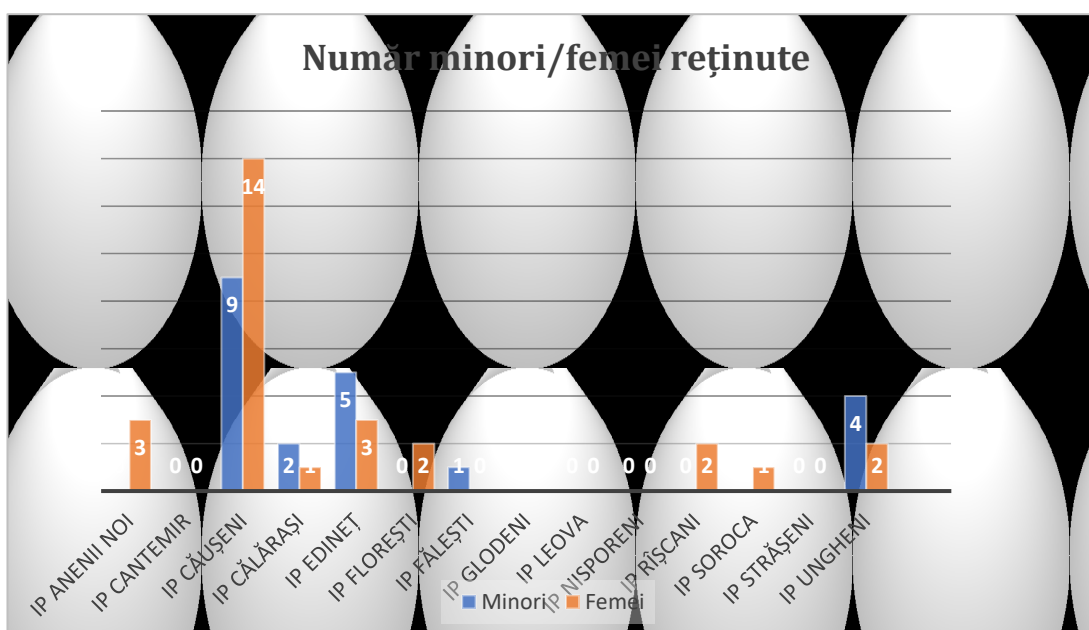 Număr minori/femei reținute
14
9
5
4
3 3
0 0 2 1 0 2 1 0 0 0 0 0 0 2 1 0 0 2
IP ANENII NOI
IP CANTEMIR
IP CĂUȘENI
IP CĂLĂRAȘI
IP EDINEȚ
IP FLOREȘTI
IP FĂLEȘTI
IP GLODENI
IP LEOVA
IP NISPORENI
IP RÎȘCANI
IP SOROCA
IP STRĂȘENI
IP UNGHENI
Minori Femei